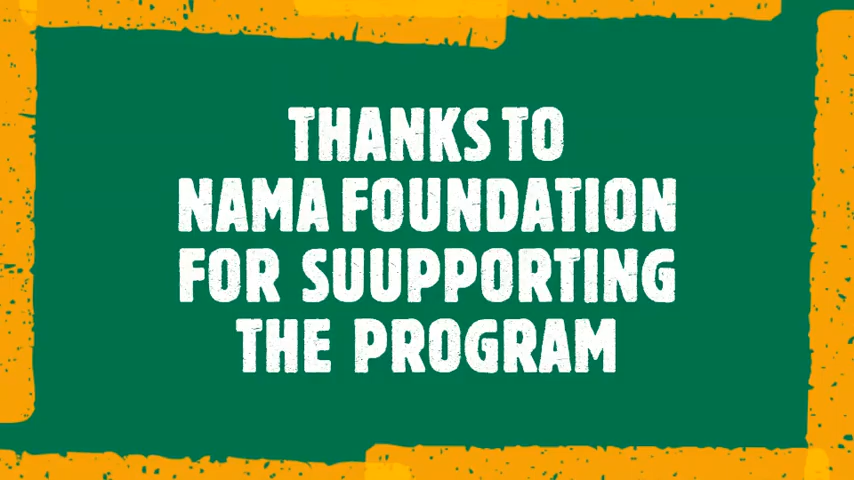 THANKS TO
NAMA FOUNDATION
FOR SUUPPORTING
THE PROGRAM